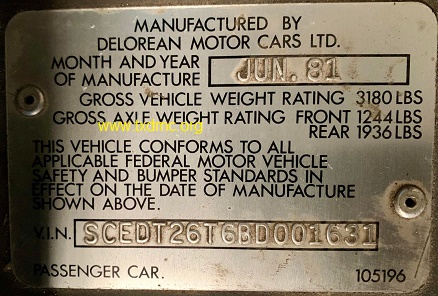 MANUFACTURED BY
DELOREAN MOTOR CARS LTD.
MONTH AND YEAR
OF MANUFACTURE JUN. 81
GROSS VEHICLE WEIGHT RATING 3180 LBS
GROSS AXLE WEIGHT RATING FRONT 1244 LBS
www.txdmc.org
REAR 1936 LBS
THIS VEHICLE CONFORMS TO ALL
APPLICABLE FEDERAL MOTOR VEHICLE
SAFETY AND BUMPER STANDARDS IN
EFFECT ON THE DATE OF MANUFACTURE
SHOWN ABOVE.
V.I.N. SCEDT26T6BD001631
PASSENGER CAR. 105196